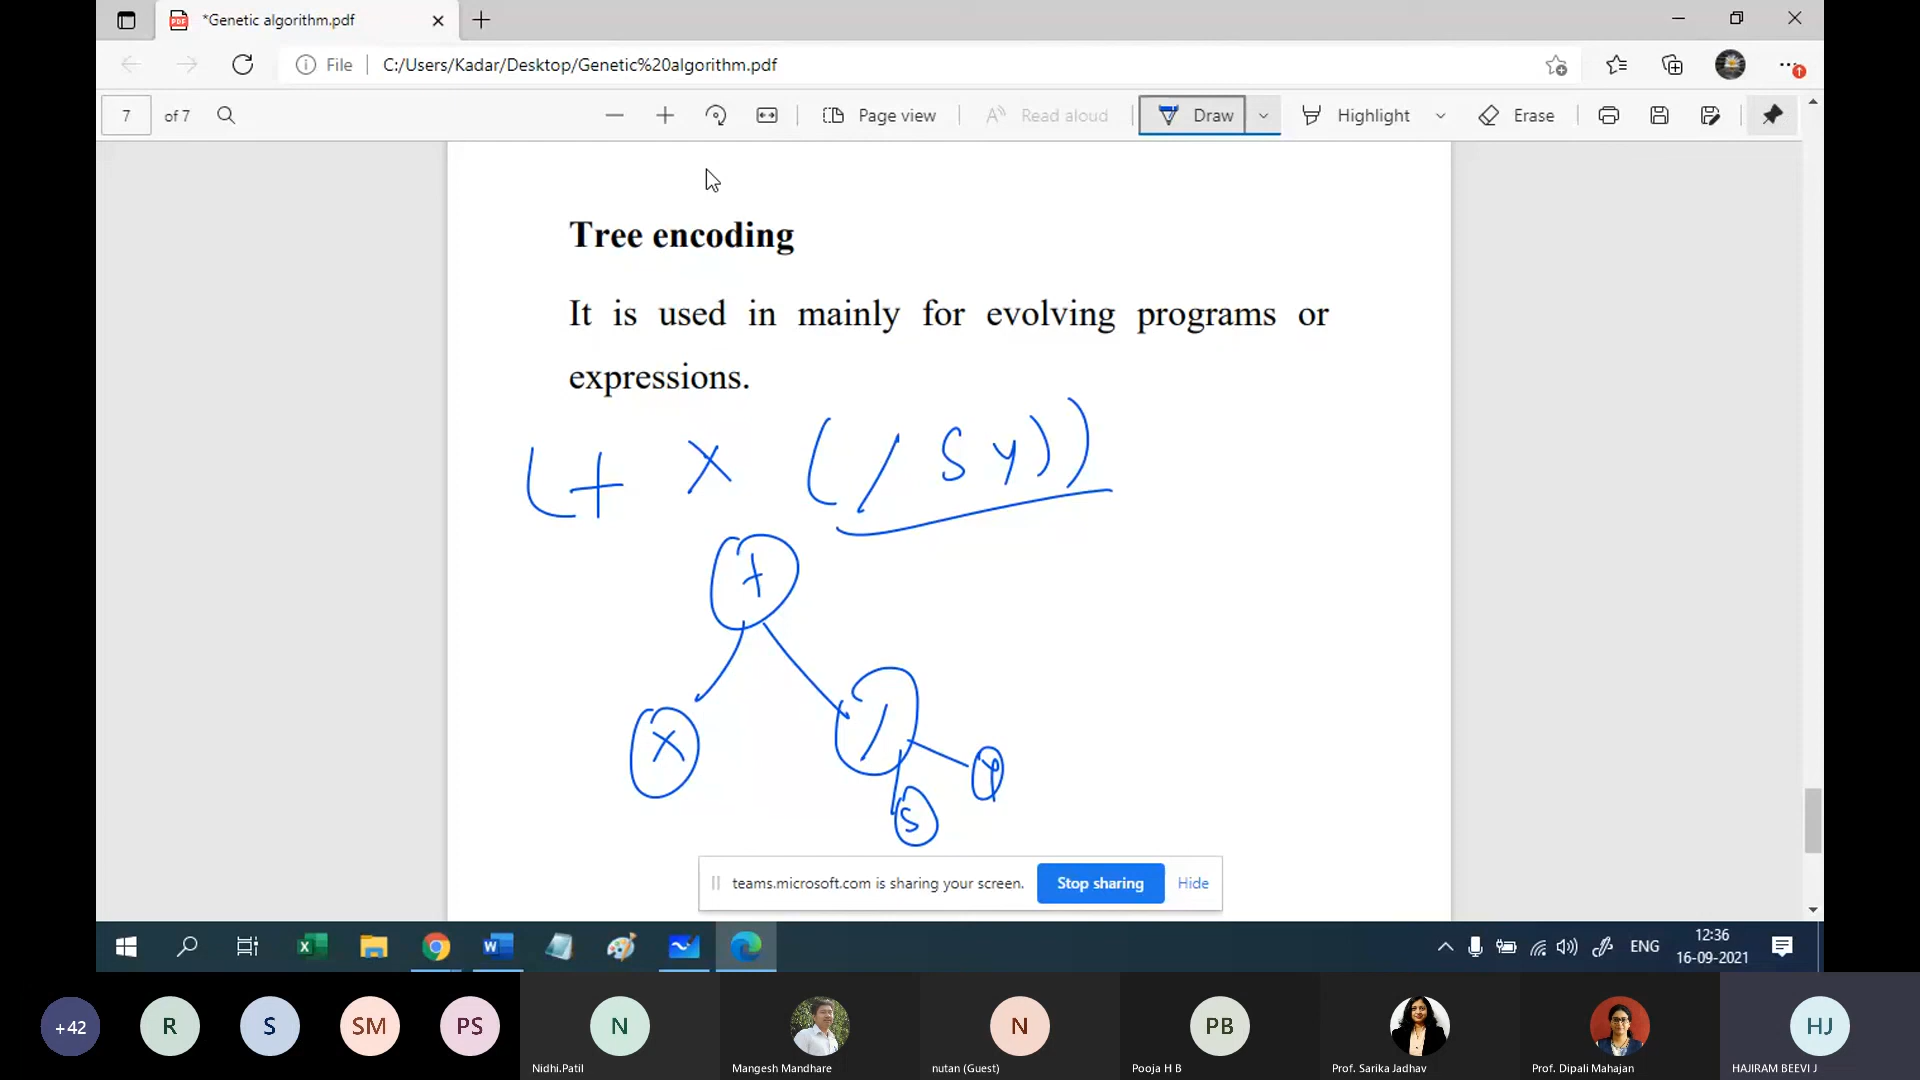 *Genetic algorithm.pdf
File C:/Users/Kadar/Desktop/Genetic%20algorithm.pdf
7 of 7 Page view Read aloud Draw Highlight Erase
Tree encoding
It is used in mainly for evolving programs or
expressions.
(+ x (/ 5 y))
+
x / y
5
teams.microsoft.com is sharing your screen. Stop sharing Hide
ENG 12:36
16-09-2021
+42 R S SM PS N N PB HJ
Nidhi.Patil Mangesh Mandhare nutan (Guest) Pooja H B Prof. Sarika Jadhav Prof. Dipali Mahajan HAJIRAM BEEVI J